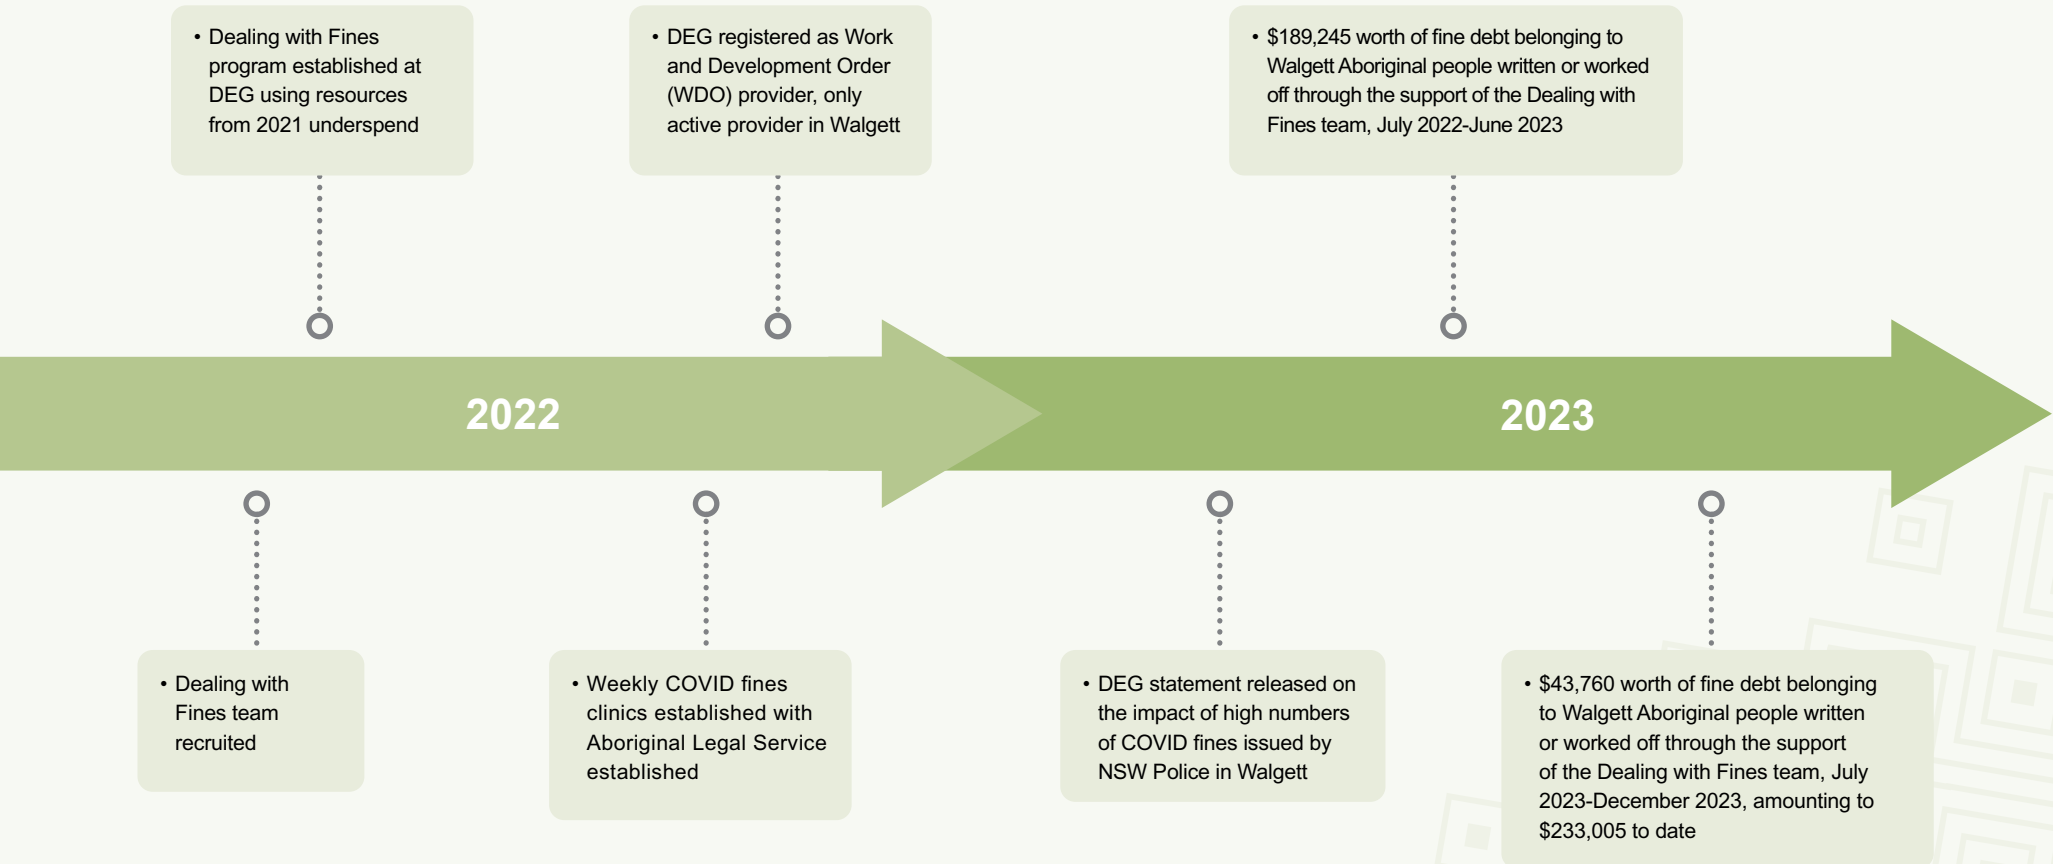 • Dealing with Fines
program established at
DEG using resources
from 2021 underspend
• DEG registered as Work
and Development Order
(WDO) provider, only
active provider in Walgett
• $189,245 worth of fine debt belonging to
Walgett Aboriginal people written or worked
off through the support of the Dealing with
Fines team, July 2022-June 2023
2022
2023
• Dealing with
Fines team
recruited
• Weekly COVID fines
clinics established with
Aboriginal Legal Service
established
• DEG statement released on
the impact of high numbers
of COVID fines issued by
NSW Police in Walgett
• $43,760 worth of fine debt belonging
to Walgett Aboriginal people written
or worked off through the support
of the Dealing with Fines team, July
2023-December 2023, amounting to
$233,005 to date